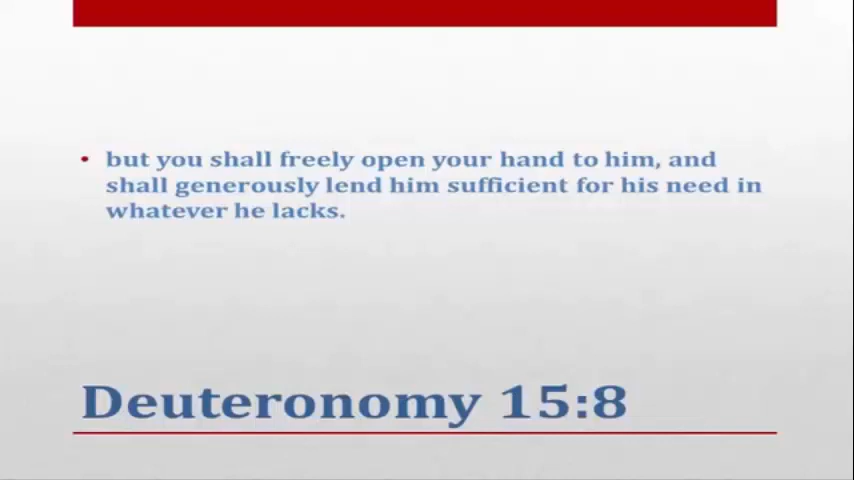 • but you shall freely open your hand to him, and
shall generously lend him sufficient for his need in
whatever he lacks.
Deuteronomy 15:8